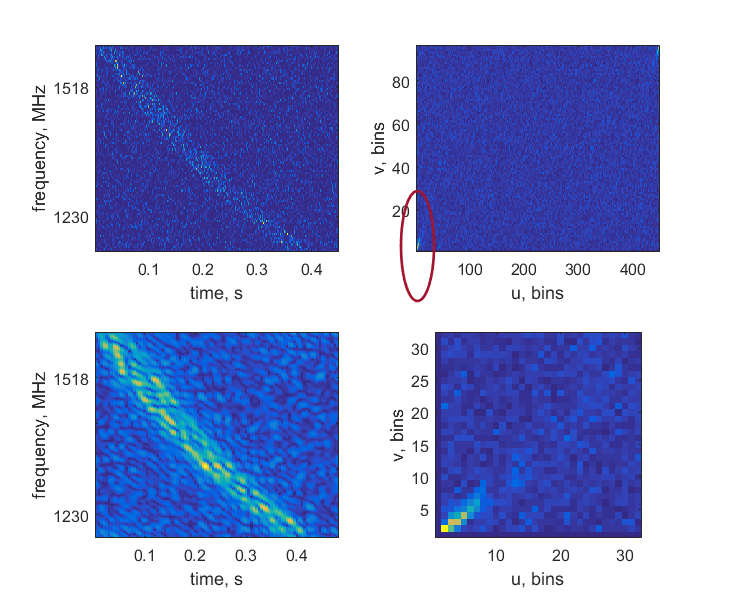 frequency, MHz
1518
1230
0.1 0.2 0.3 0.4
time, s
v, bins
80
60
40
20
100 200 300 400
u, bins
frequency, MHz
1518
1230
0.1 0.2 0.3 0.4
time, s
v, bins
30
25
20
15
10
5
10 20 30
u, bins